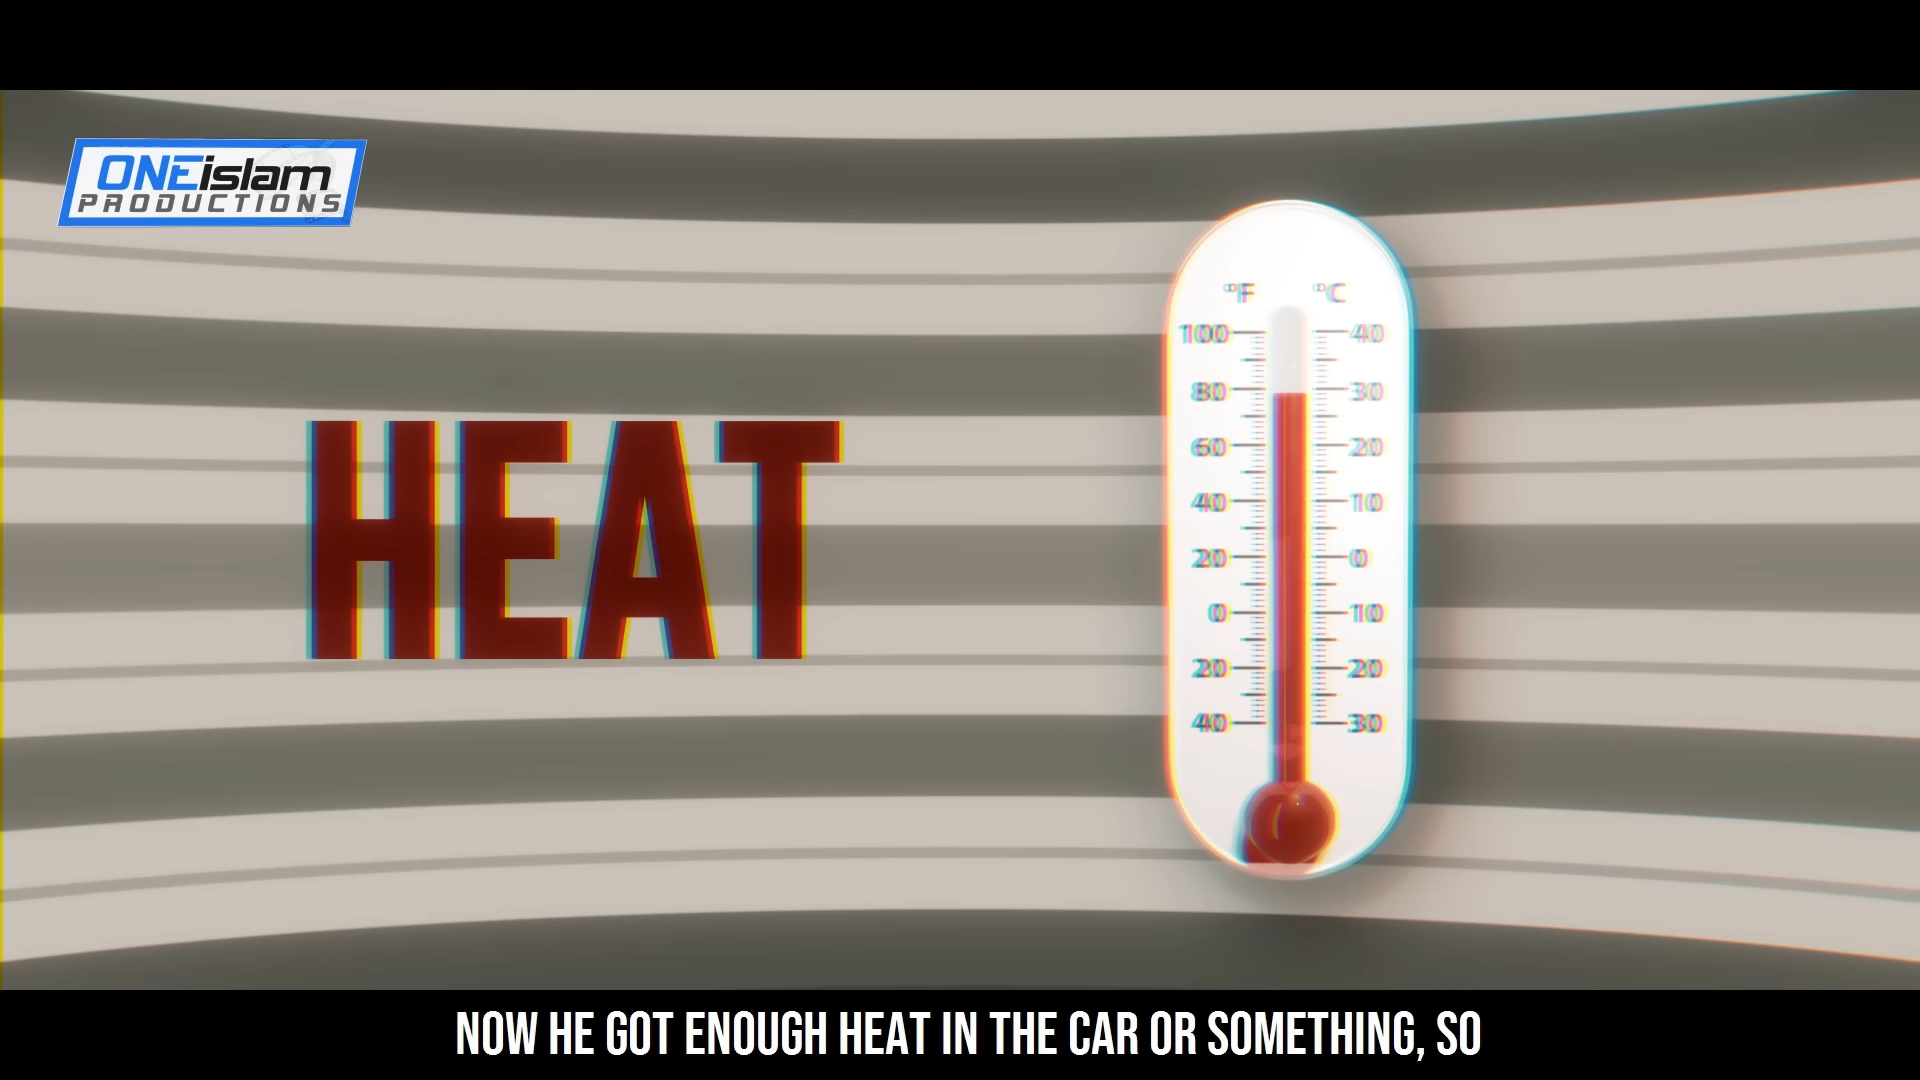 ONEislam
PRODUCTIONS
HEAT
°F °C
100 40
80 30
60 20
40 10
20 0
0 10
20 20
40 30
NOW HE GOT ENOUGH HEAT IN THE CAR OR SOMETHING, SO